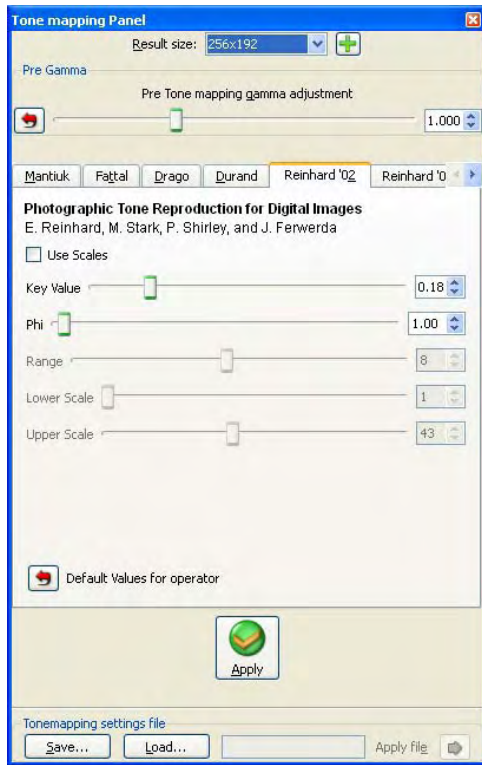 Tone mapping Panel
Result size: 256x192
Pre Gamma
Pre Tone mapping gamma adjustment
1.000
Mantiuk Fattal Drago Durand Reinhard '02 Reinhard '0
Photographic Tone Reproduction for Digital Images
E. Reinhard, M. Stark, P. Shirley, and J. Ferwerda
Use Scales
Key Value 0.18
Phi 1.00
Range 8
Lower Scale 1
Upper Scale 43
Default Values for operator
Apply
Tonemapping settings file
Save... Load... Apply file